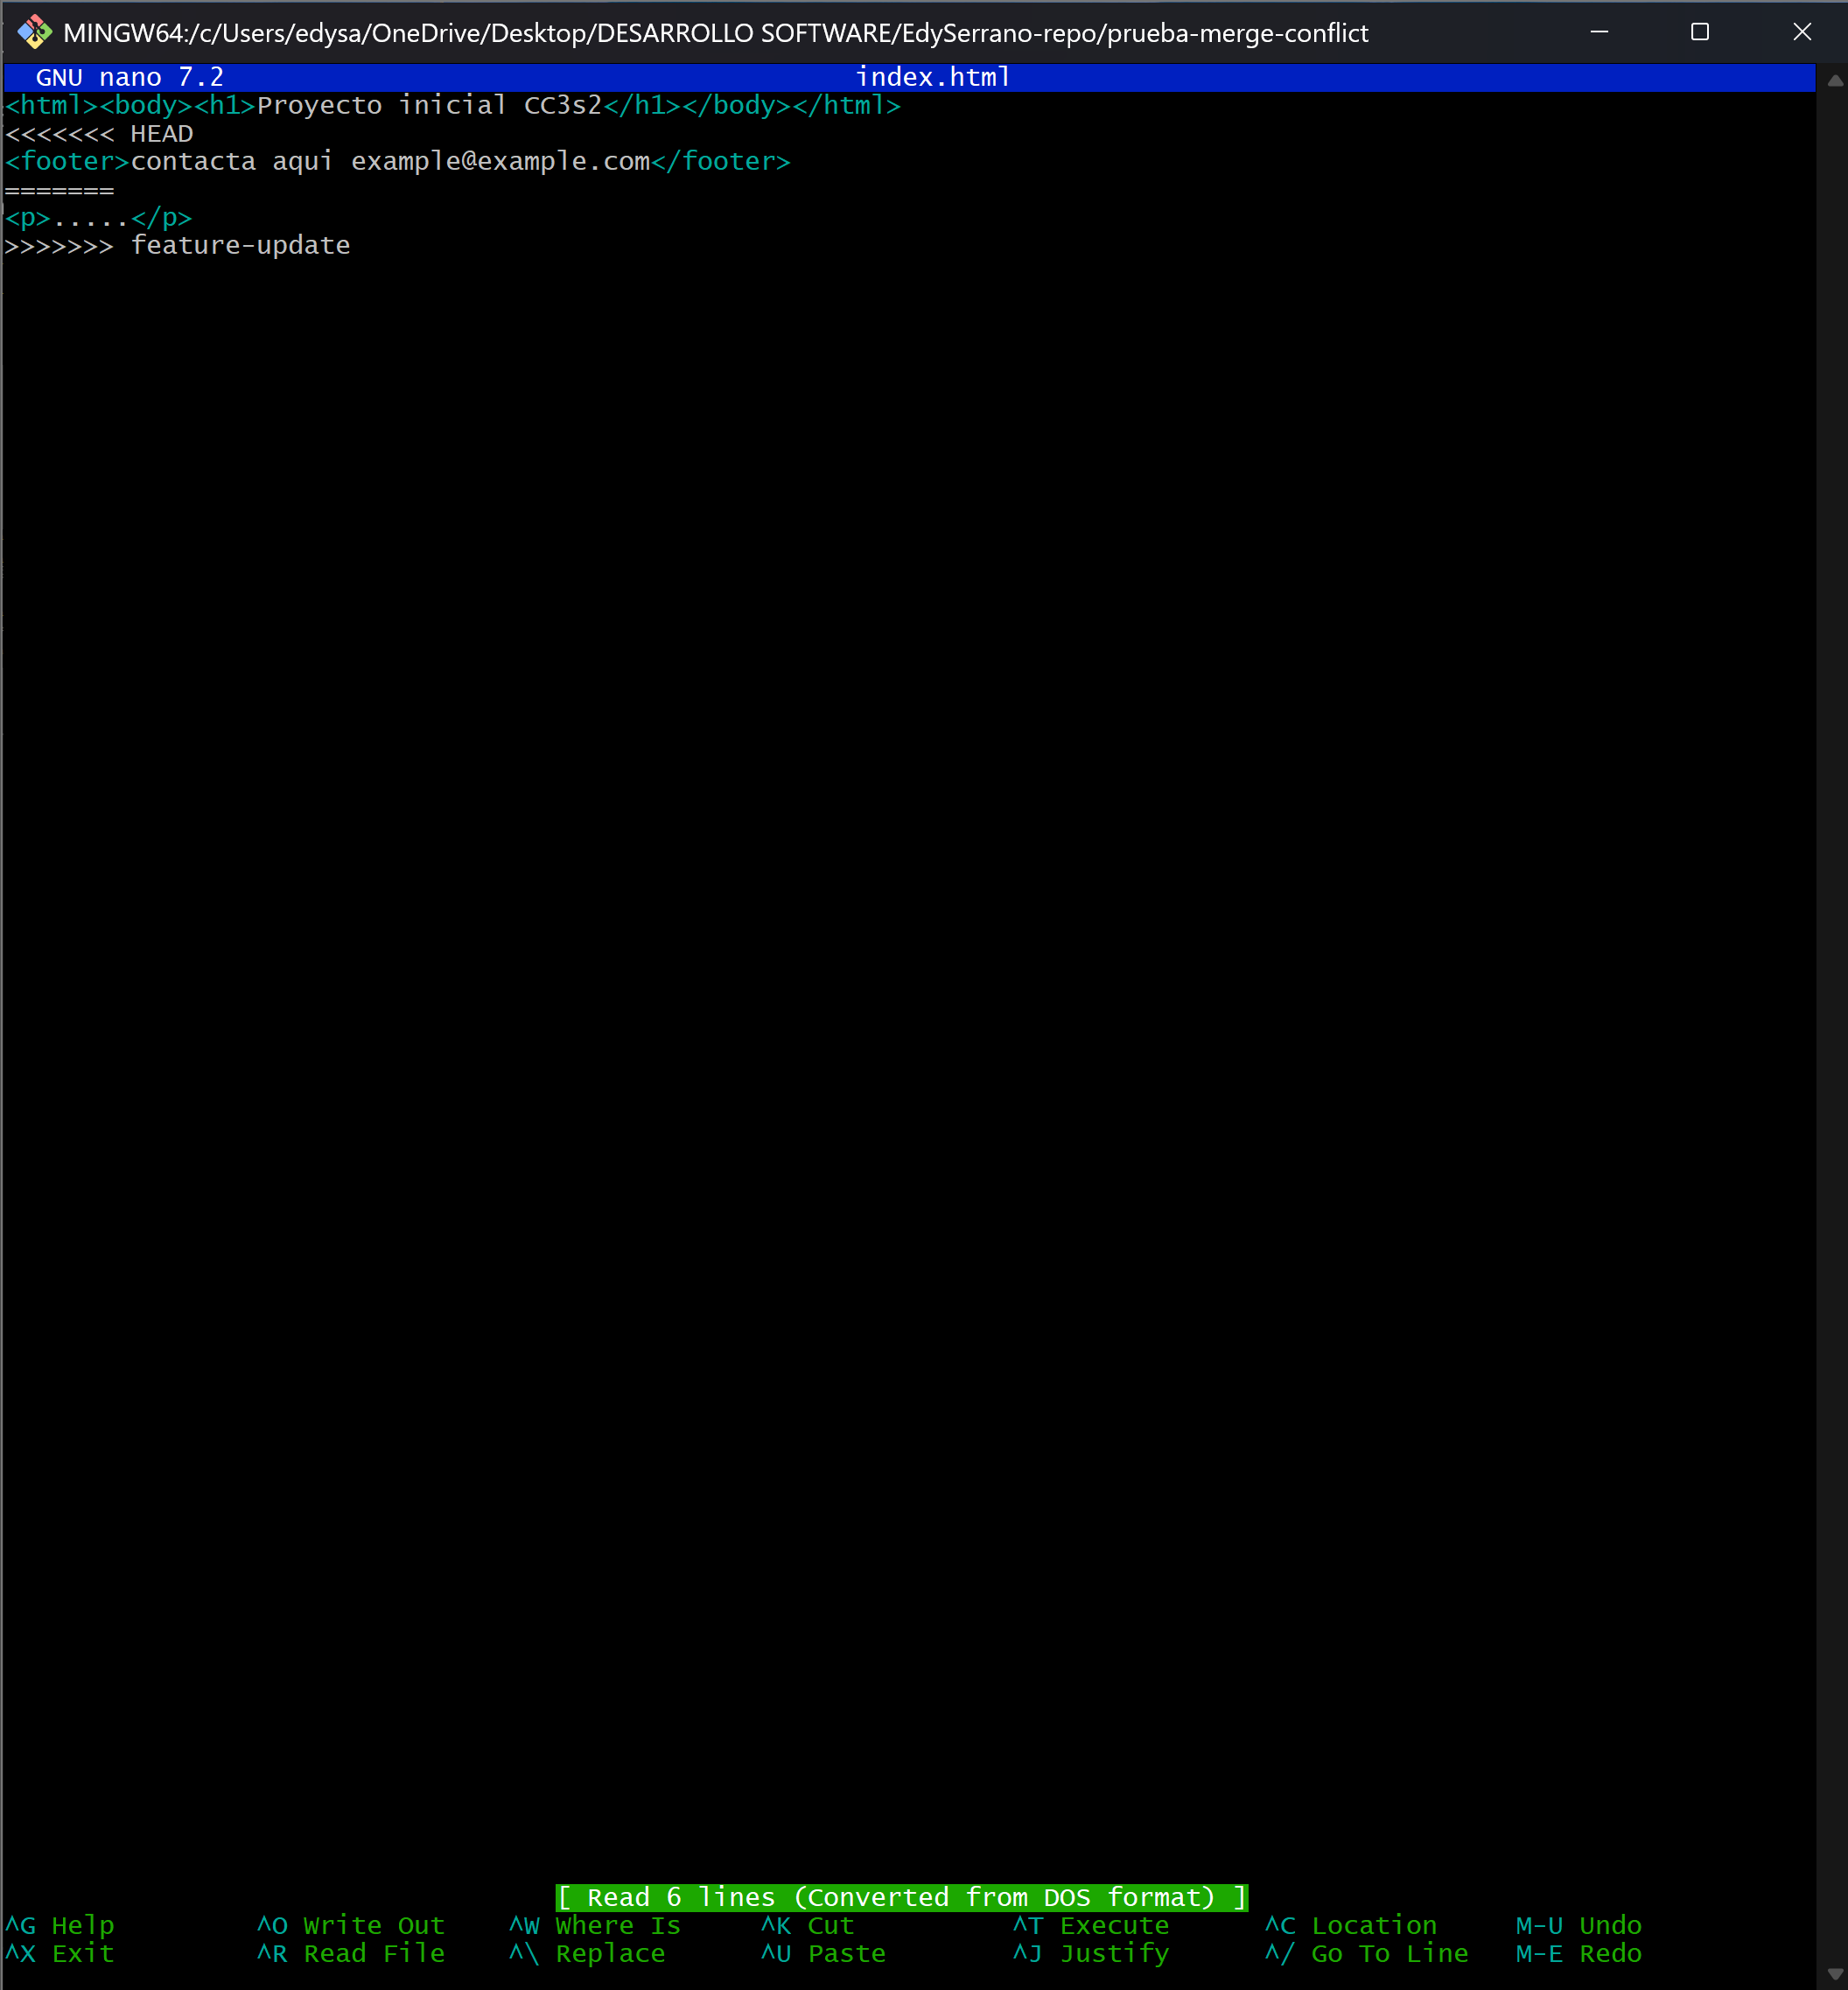 MINGW64:/c/Users/edysa/OneDrive/Desktop/DESARROLLO SOFTWARE/EdySerrano-repo/prueba-merge-conflict
GNU nano 7.2 index.html
<html><body><h1>Proyecto inicial CC3s2</h1></body></html>
<<<<<<< HEAD
<footer>contacta aqui example@example.com</footer>
=======
<p>.....</p>
>>>>>>> feature-update
[ Read 6 lines (Converted from DOS format) ]
^G Help ^O Write Out ^W Where Is ^K Cut ^T Execute ^C Location M-U Undo
^X Exit ^R Read File ^\ Replace ^U Paste ^J Justify ^/ Go To Line M-E Redo